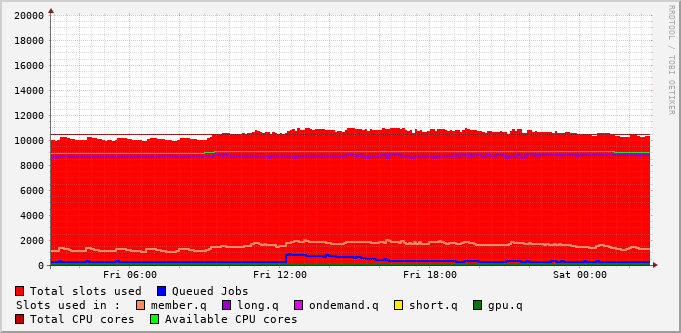 RRDTOOL / TOBI OETIKER
20000
18000
16000
14000
12000
10000
8000
6000
4000
2000
0
Fri 06:00 Fri 12:00 Fri 18:00 Sat 00:00
Total slots used Queued Jobs
Slots used in : member.q long.q ondemand.q short.q gpu.q
Total CPU cores Available CPU cores